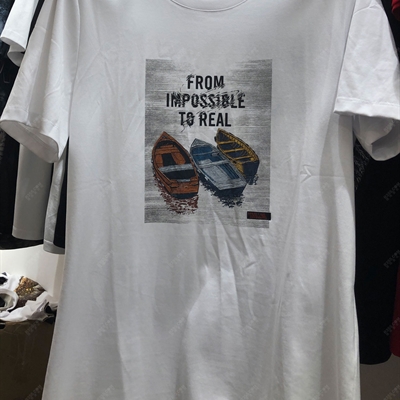 FROM
IMPOSSIBLE
TO REAL